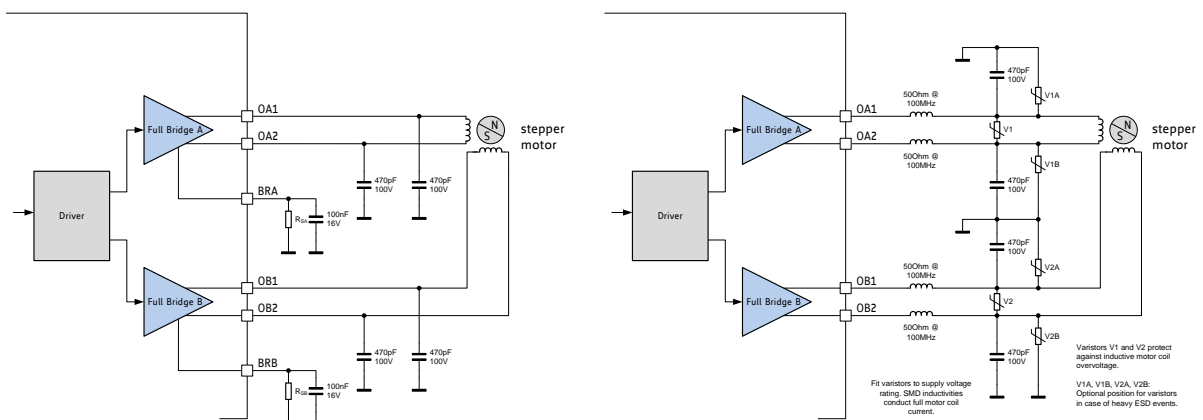 Driver
Full Bridge A
Full Bridge B
OA1
OA2
BRA
OB1
OB2
BRB
RSA
100nF
16V
470pF
100V
470pF
100V
N
S
stepper
motor
RSB
100nF
16V
470pF
100V
470pF
100V
Driver
Full Bridge A
Full Bridge B
OA1
OA2
OB1
OB2
50Ohm @
100MHz
50Ohm @
100MHz
50Ohm @
100MHz
50Ohm @
100MHz
470pF
100V
V1A
V1
V1B
470pF
100V
470pF
100V
V2A
V2
V2B
470pF
100V
N
S
stepper
motor
Fit varistors to supply voltage
rating. SMD inductivities
conduct full motor coil
current.
Varistors V1 and V2 protect
against inductive motor coil
overvoltage.
V1A, V1B, V2A, V2B:
Optional position for varistors
in case of heavy ESD events.